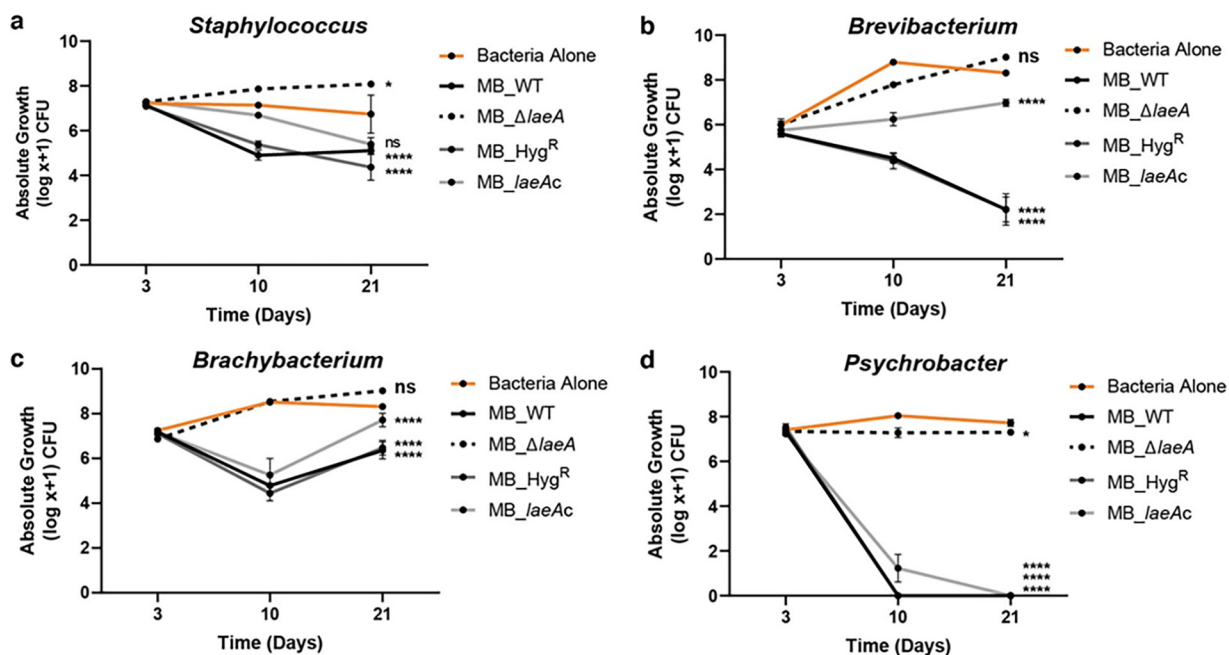 a
Staphylococcus
10
8
6
4
2
0
Absolute Growth
(log x+1) CFU
*
ns
****
****
3
10
21
Time (Days)
Bacteria Alone
MB_WT
MB_ΔlaeA
MB_Hyg^R
MB_laeAc
b
Brevibacterium
10
8
6
4
2
0
Absolute Growth
(log x+1) CFU
ns
****
****
****
3
10
21
Time (Days)
Bacteria Alone
MB_WT
MB_ΔlaeA
MB_Hyg^R
MB_laeAc
c
Brachybacterium
10
8
6
4
2
0
Absolute Growth
(log x+1) CFU
ns
****
****
****
3
10
21
Time (Days)
Bacteria Alone
MB_WT
MB_ΔlaeA
MB_Hyg^R
MB_laeAc
d
Psychrobacter
10
8
6
4
2
0
Absolute Growth
(log x+1) CFU
*
****
****
****
3
10
21
Time (Days)
Bacteria Alone
MB_WT
MB_ΔlaeA
MB_Hyg^R
MB_laeAc